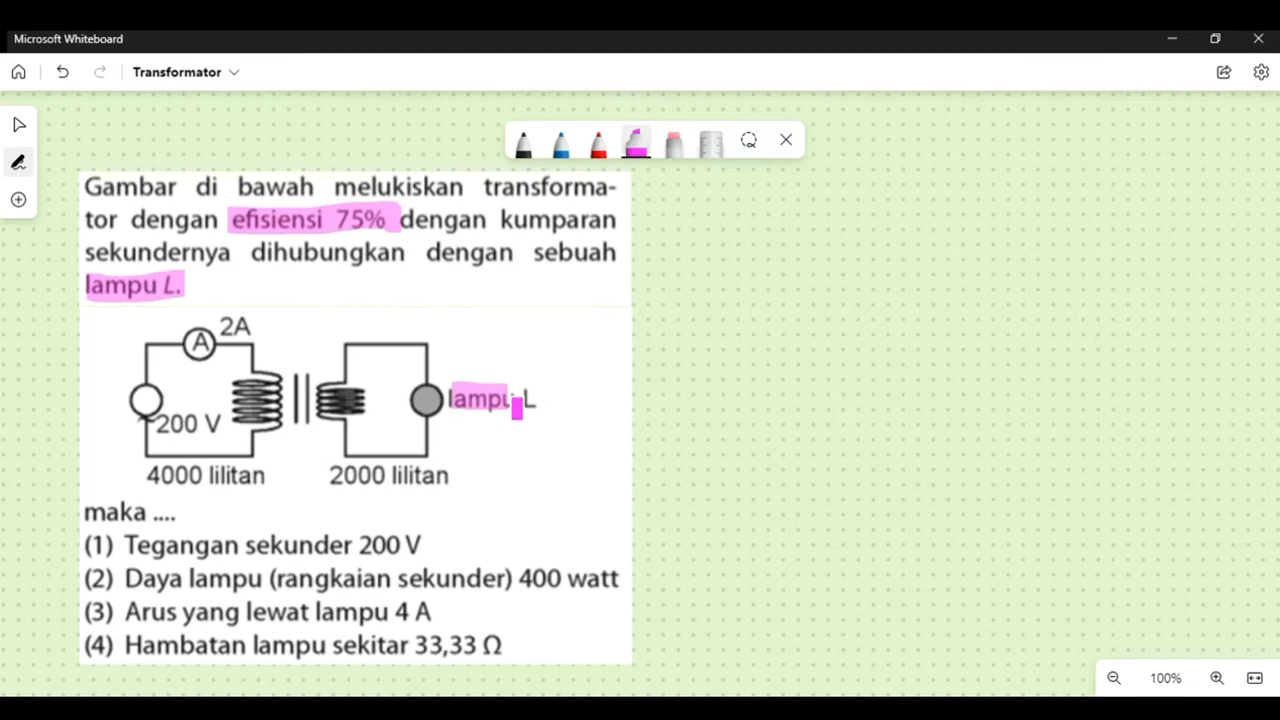 Microsoft Whiteboard
Transformator
Gambar di bawah melukiskan transforma-
tor dengan efisiensi 75% dengan kumparan
sekundernya dihubungkan dengan sebuah
lampu L.
2A
A
lampu L
200 V
4000 lilitan 2000 lilitan
maka ....
(1) Tegangan sekunder 200 V
(2) Daya lampu (rangkaian sekunder) 400 watt
(3) Arus yang lewat lampu 4 A
(4) Hambatan lampu sekitar 33,33 Ω
100%